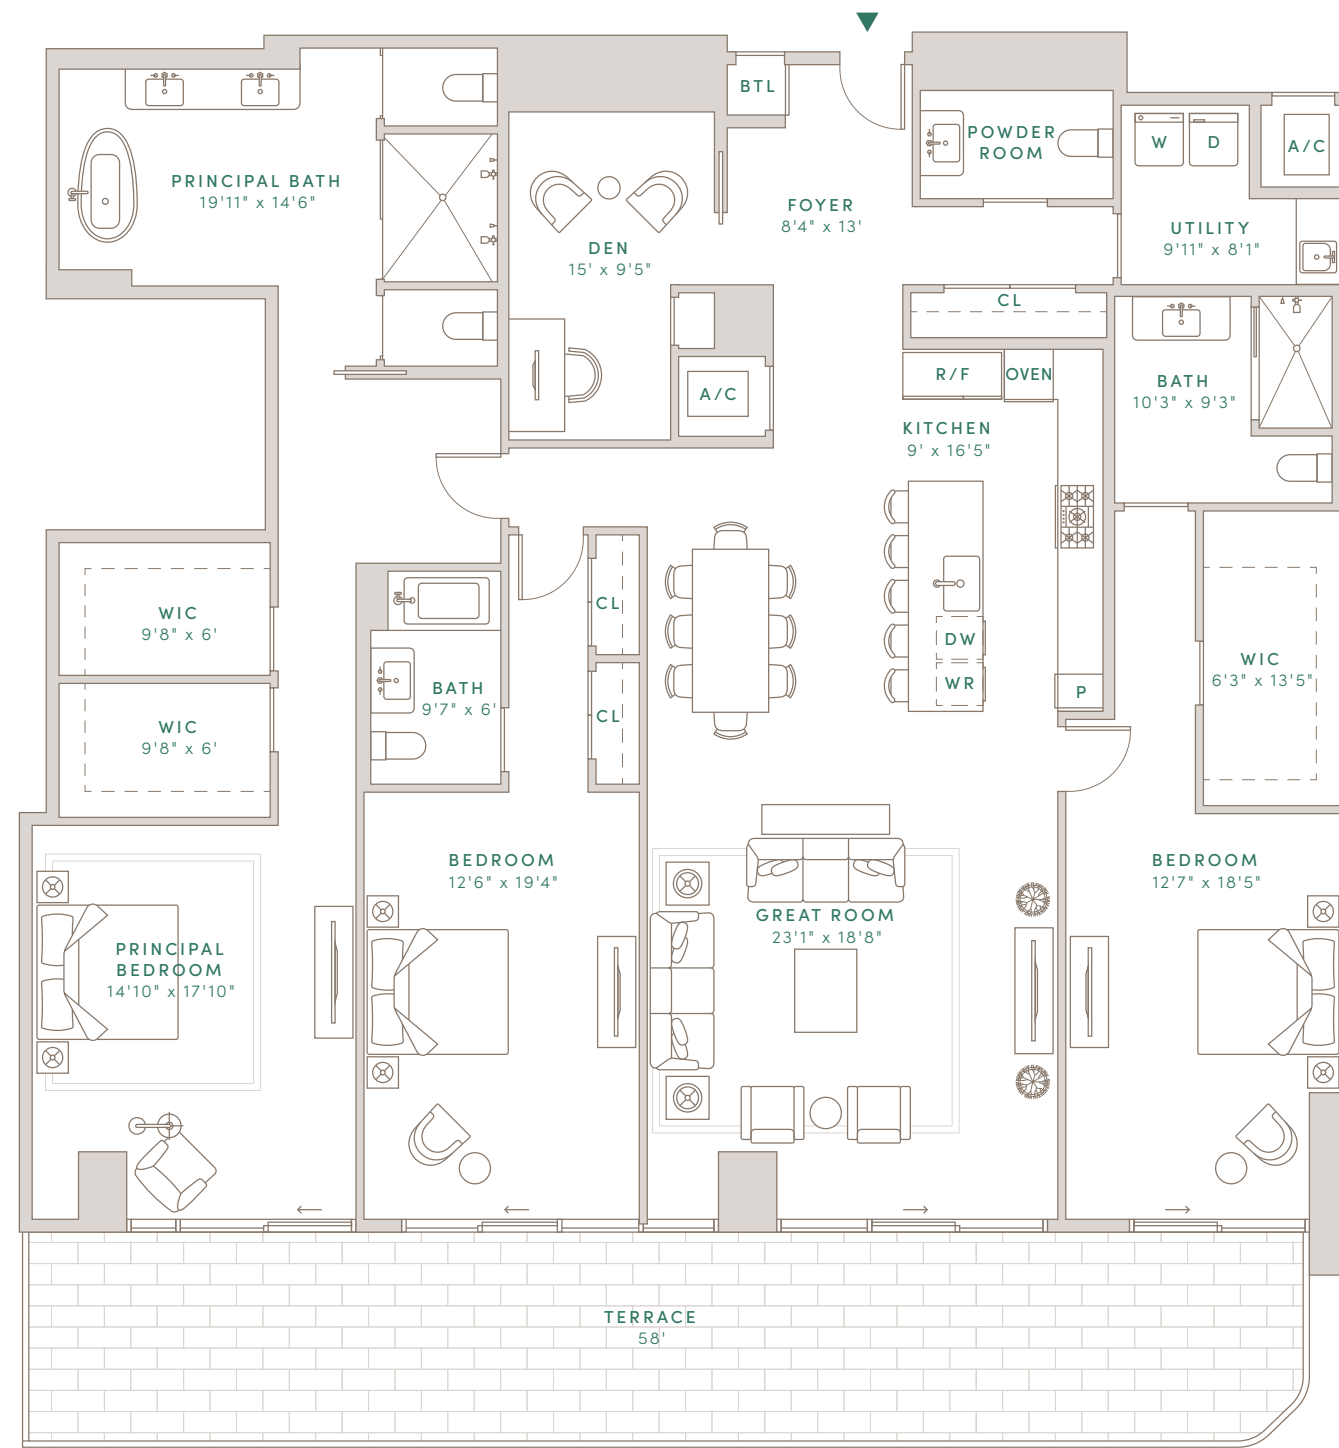 BTL
POWDER
ROOM
W
D
A/C
PRINCIPAL BATH
19'11" x 14'6"
FOYER
8'4" x 13'
UTILITY
9'11" x 8'1"
DEN
15' x 9'5"
CL
R/F
OVEN
A/C
BATH
10'3" x 9'3"
KITCHEN
9' x 16'5"
WIC
9'8" x 6'
CL
DW
WR
P
WIC
6'3" x 13'5"
BATH
9'7" x 6'
CL
WIC
9'8" x 6'
BEDROOM
12'6" x 19'4"
BEDROOM
12'7" x 18'5"
GREAT ROOM
23'1" x 18'8"
PRINCIPAL
BEDROOM
14'10" x 17'10"
TERRACE
58'